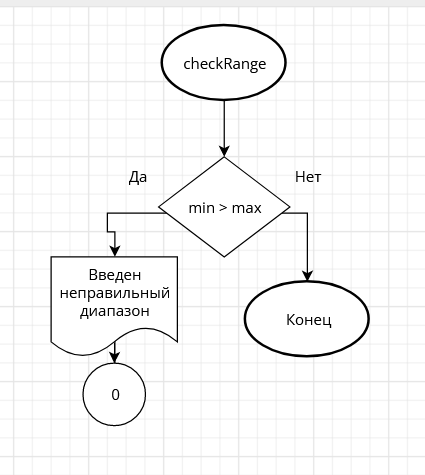 checkRange
Да
Нет
min > max
Введен
неправильный
диапазон
Конец
0